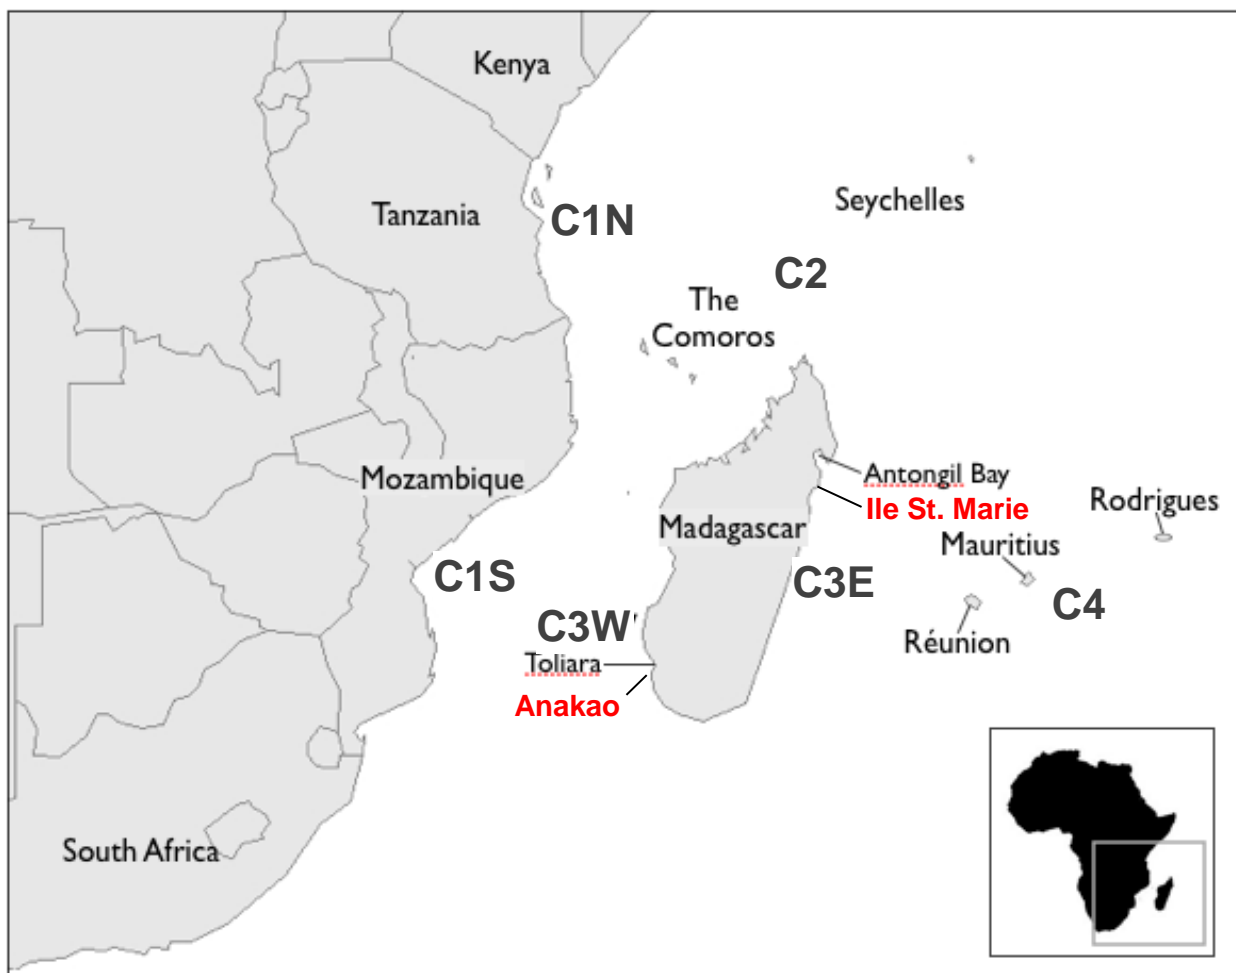 Kenya
Seychelles
Tanzania
C1N
C2
The
Comoros
Antongil Bay
Mozambique
Ile St. Marie
Rodrigues
Madagascar
Mauritius
C1S
C3E
C4
C3W
Réunion
Toliara
Anakao
South Africa